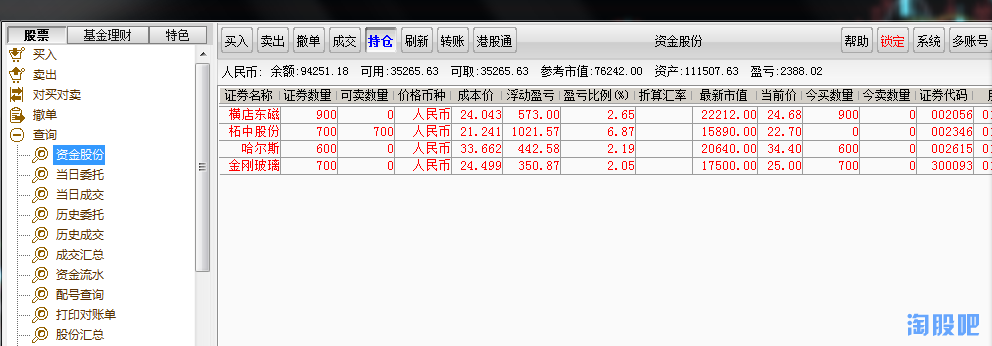 股票 基金理财 特色
买入 卖出 撤单 成交 持仓 刷新 转账 港股通 资金股份 帮助 锁定 系统 多账号
人民币: 余额:94251.18 可用:35265.63 可取:35265.63 参考市值:76242.00 资产:111507.63 盈亏:2388.02
证券名称 证券数量 可卖数量 价格币种 成本价 浮动盈亏 盈亏比例(%) 折算汇率 最新市值 当前价 今买数量 今卖数量 证券代码
横店东磁 900 0 人民币 24.043 573.00 2.65 22212.00 24.68 900 0 002056
柘中股份 700 700 人民币 21.241 1021.57 6.87 15890.00 22.70 0 0 002346
哈尔斯 600 0 人民币 33.662 442.58 2.19 20640.00 34.40 600 0 002615
金刚玻璃 700 0 人民币 24.499 350.87 2.05 17500.00 25.00 700 0 300093
买入
卖出
对买对卖
撤单
查询
资金股份
当日委托
当日成交
历史委托
历史成交
成交汇总
资金流水
配号查询
打印对账单
股份汇总
淘股吧